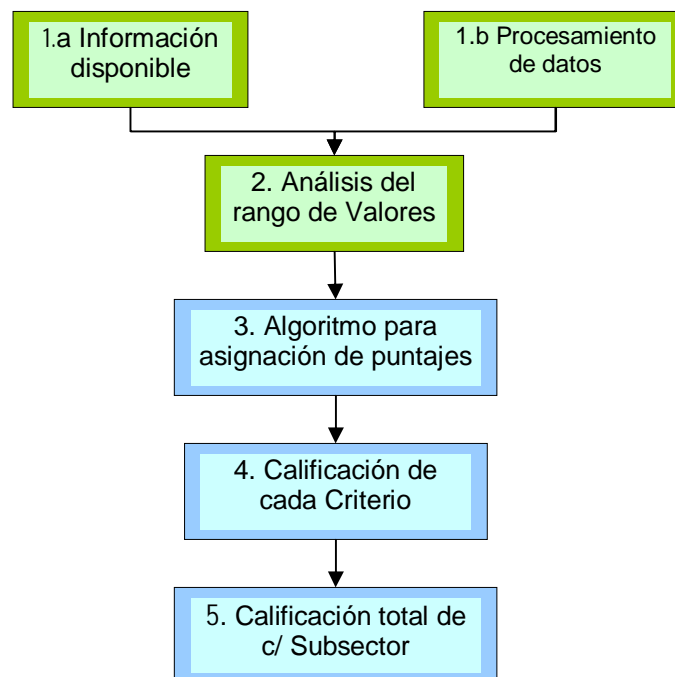 1.a Información
disponible
1.b Procesamiento
de datos
2. Análisis del
rango de Valores
3. Algoritmo para
asignación de puntajes
4. Calificación de
cada Criterio
5. Calificación total de
c/ Subsector